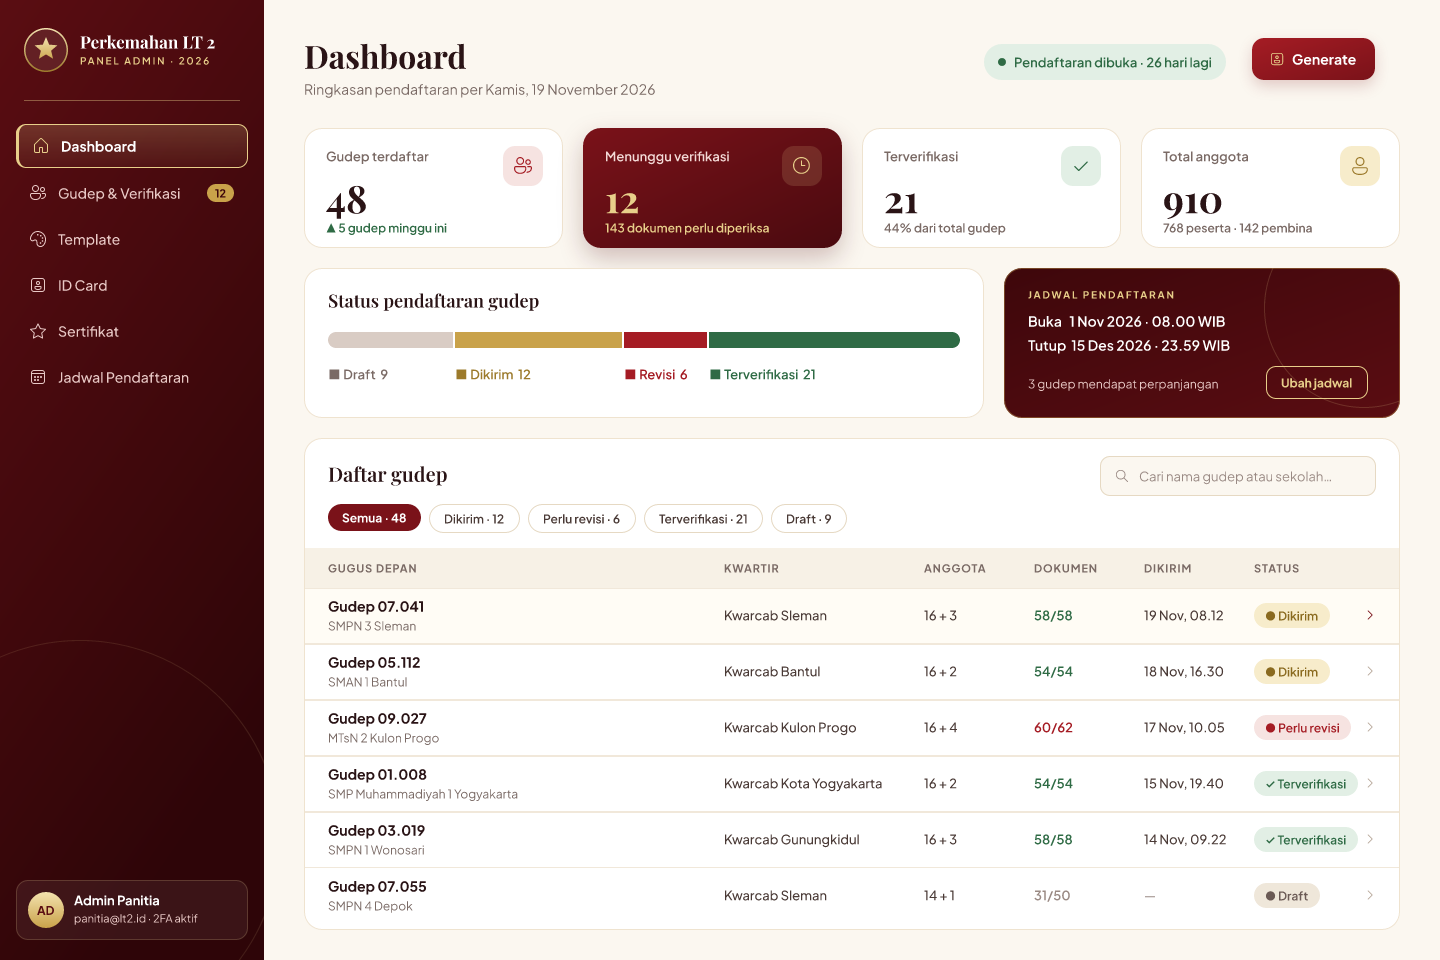 Perkemahan LT 2
PANEL ADMIN · 2026
Dashboard
Gudep & Verifikasi 12
Template
ID Card
Sertifikat
Jadwal Pendaftaran
AD
Admin Panitia
panitia@lt2.id · 2FA aktif
Dashboard
Ringkasan pendaftaran per Kamis, 19 November 2026
Pendaftaran dibuka · 26 hari lagi
Generate
Gudep terdaftar
48
▲ 5 gudep minggu ini
Menunggu verifikasi
12
143 dokumen perlu diperiksa
Terverifikasi
21
44% dari total gudep
Total anggota
910
768 peserta · 142 pembina
Status pendaftaran gudep
Draft 9
Dikirim 12
Revisi 6
Terverifikasi 21
JADWAL PENDAFTARAN
Buka 1 Nov 2026 · 08.00 WIB
Tutup 15 Des 2026 · 23.59 WIB
3 gudep mendapat perpanjangan
Ubah jadwal
Daftar gudep
Cari nama gudep atau sekolah...
Semua · 48
Dikirim · 12
Perlu revisi · 6
Terverifikasi · 21
Draft · 9
GUGUS DEPAN KWARTIR ANGGOTA DOKUMEN DIKIRIM STATUS
Gudep 07.041
SMPN 3 Sleman
Kwarcab Sleman 16 + 3 58/58 19 Nov, 08.12 Dikirim
Gudep 05.112
SMAN 1 Bantul
Kwarcab Bantul 16 + 2 54/54 18 Nov, 16.30 Dikirim
Gudep 09.027
MTsN 2 Kulon Progo
Kwarcab Kulon Progo 16 + 4 60/62 17 Nov, 10.05 Perlu revisi
Gudep 01.008
SMP Muhammadiyah 1 Yogyakarta
Kwarcab Kota Yogyakarta 16 + 2 54/54 15 Nov, 19.40 ✓ Terverifikasi
Gudep 03.019
SMPN 1 Wonosari
Kwarcab Gunungkidul 16 + 3 58/58 14 Nov, 09.22 ✓ Terverifikasi
Gudep 07.055
SMPN 4 Depok
Kwarcab Sleman 14 + 1 31/50 — Draft